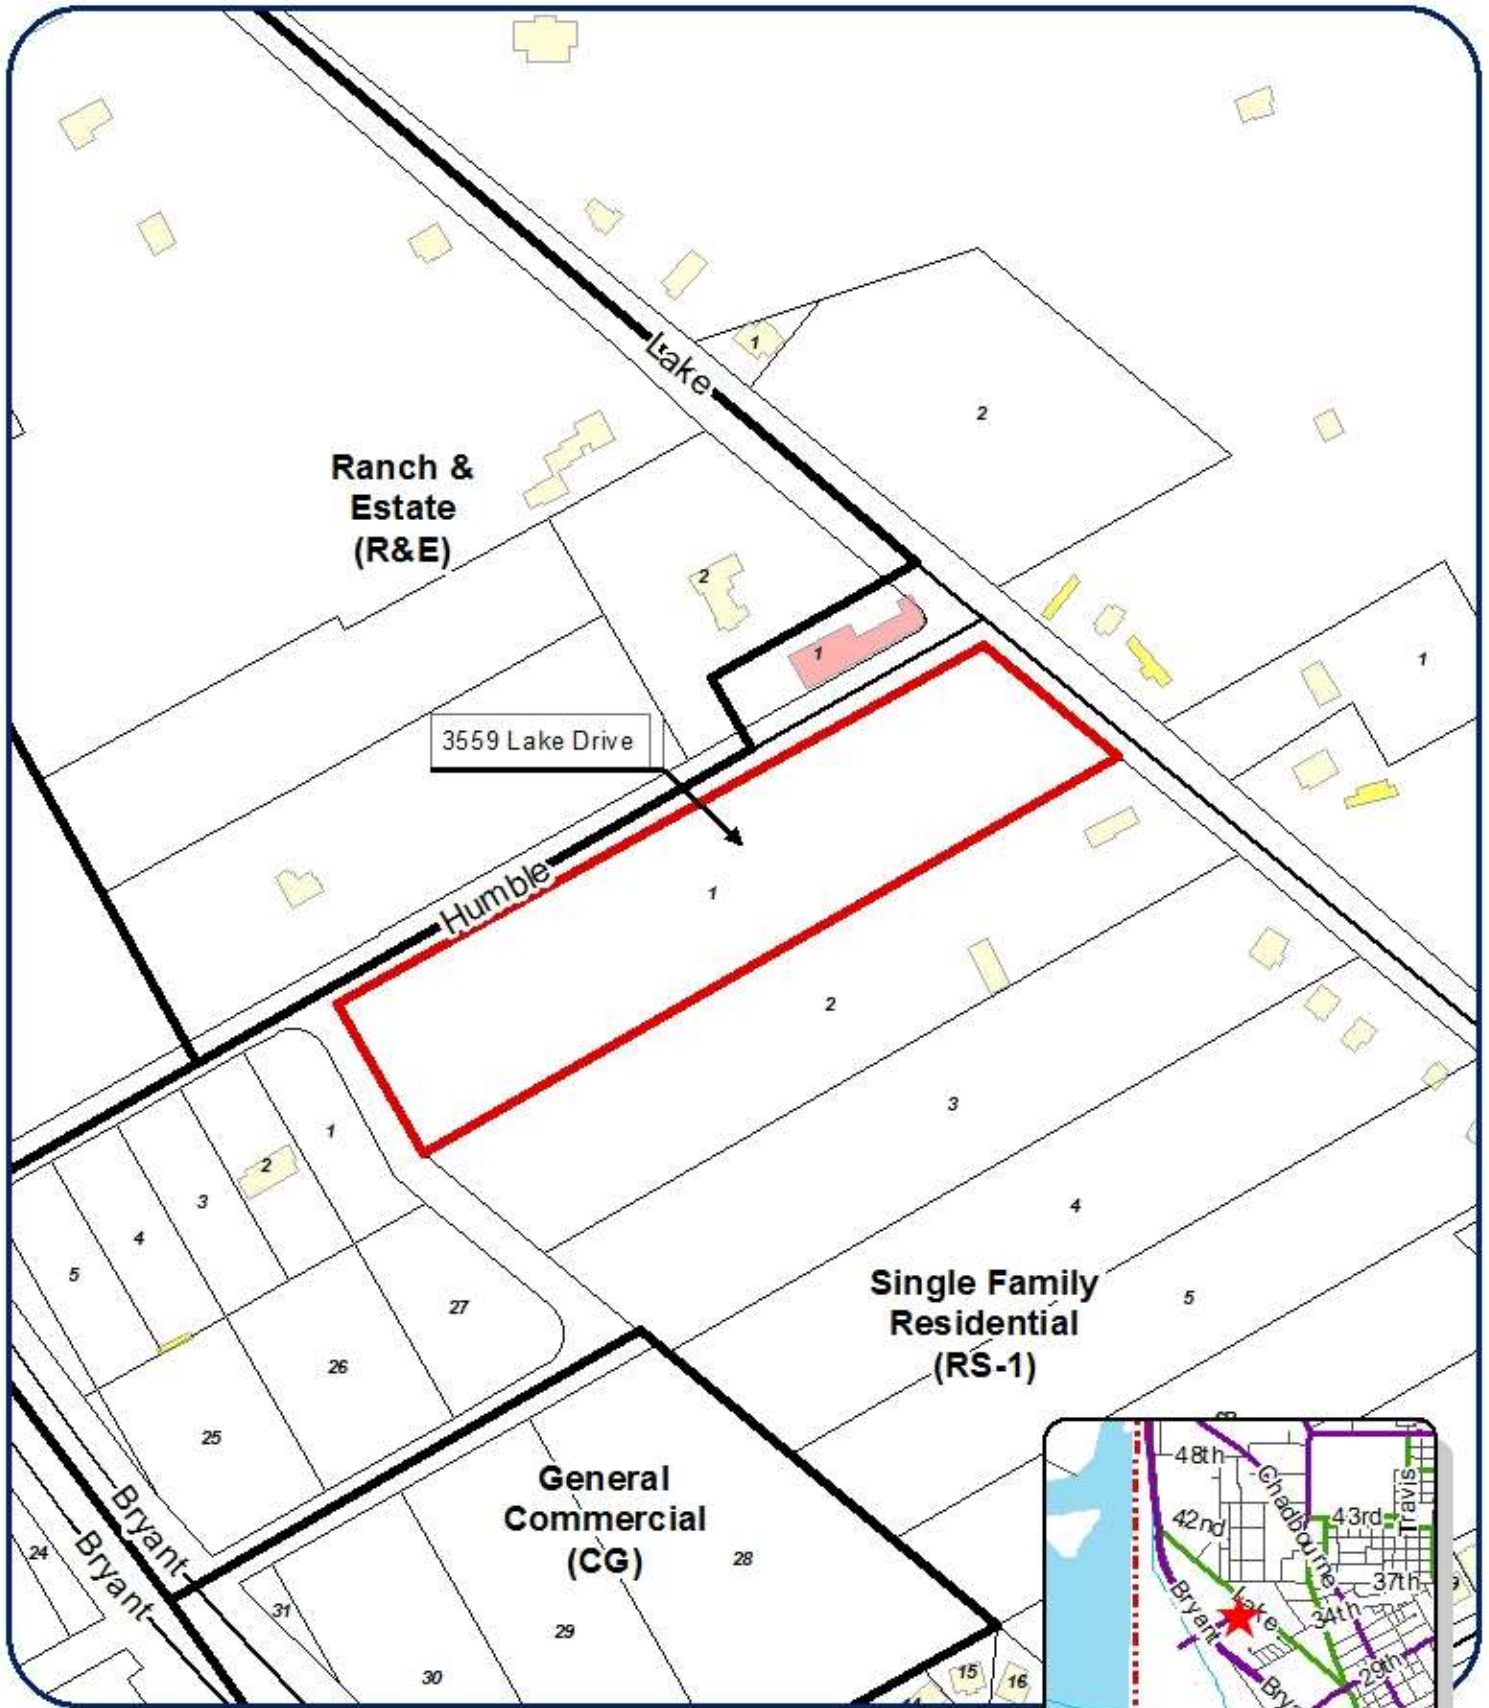 1
Lake
2
Ranch &
Estate
(R&E)
2
1
1
3559 Lake Drive
Humble
1
2
3
1
2
3
4
4
5
Single Family
Residential
(RS-1)
5
27
26
25
General
Commercial
(CG)
28
Bryant
Bryant
24
31
29
30
15
16
48th
Chadbourne
Travis
42nd
43rd
37th
Lake
34th
Bryant
29th